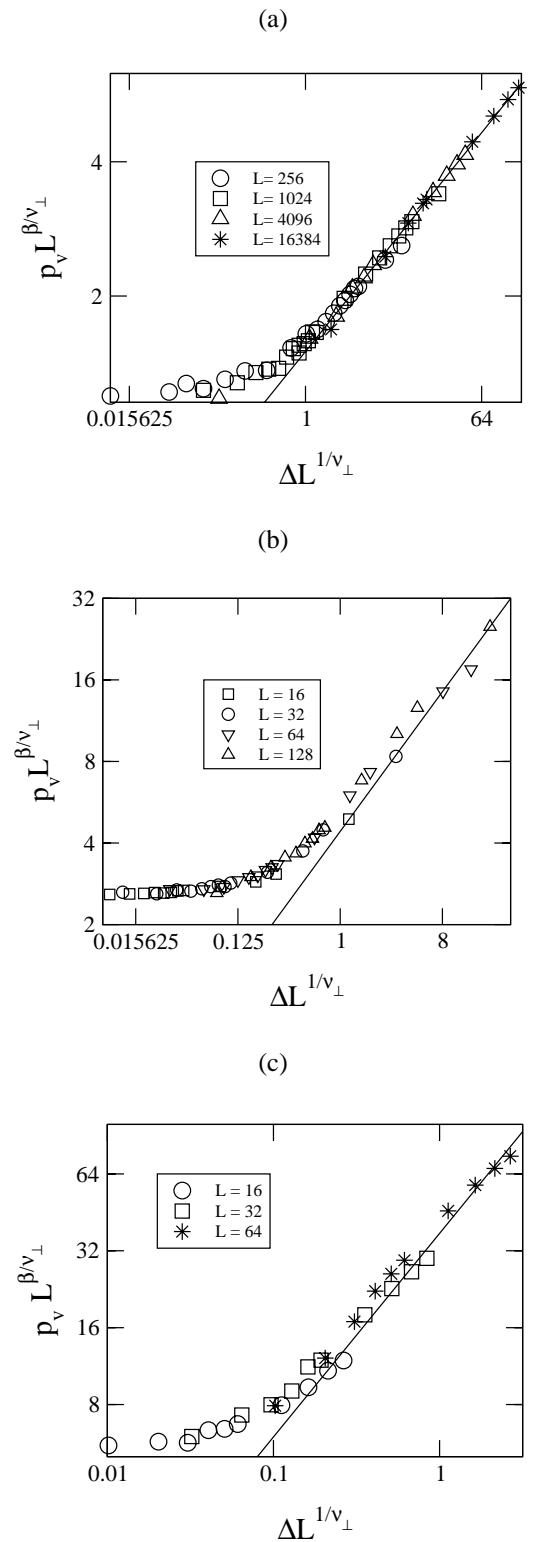 (a)
p_v L^{β/ν_⊥}
4
2
L= 256
L= 1024
L= 4096
L= 16384
0.015625 1 64
ΔL^{1/ν_⊥}
(b)
p_v L^{β/ν_⊥}
32
16
8
4
2
L = 16
L = 32
L = 64
L = 128
0.015625 0.125 1 8
ΔL^{1/ν_⊥}
(c)
p_v L^{β/ν_⊥}
64
32
16
8
L = 16
L = 32
L = 64
0.01 0.1 1
ΔL^{1/ν_⊥}